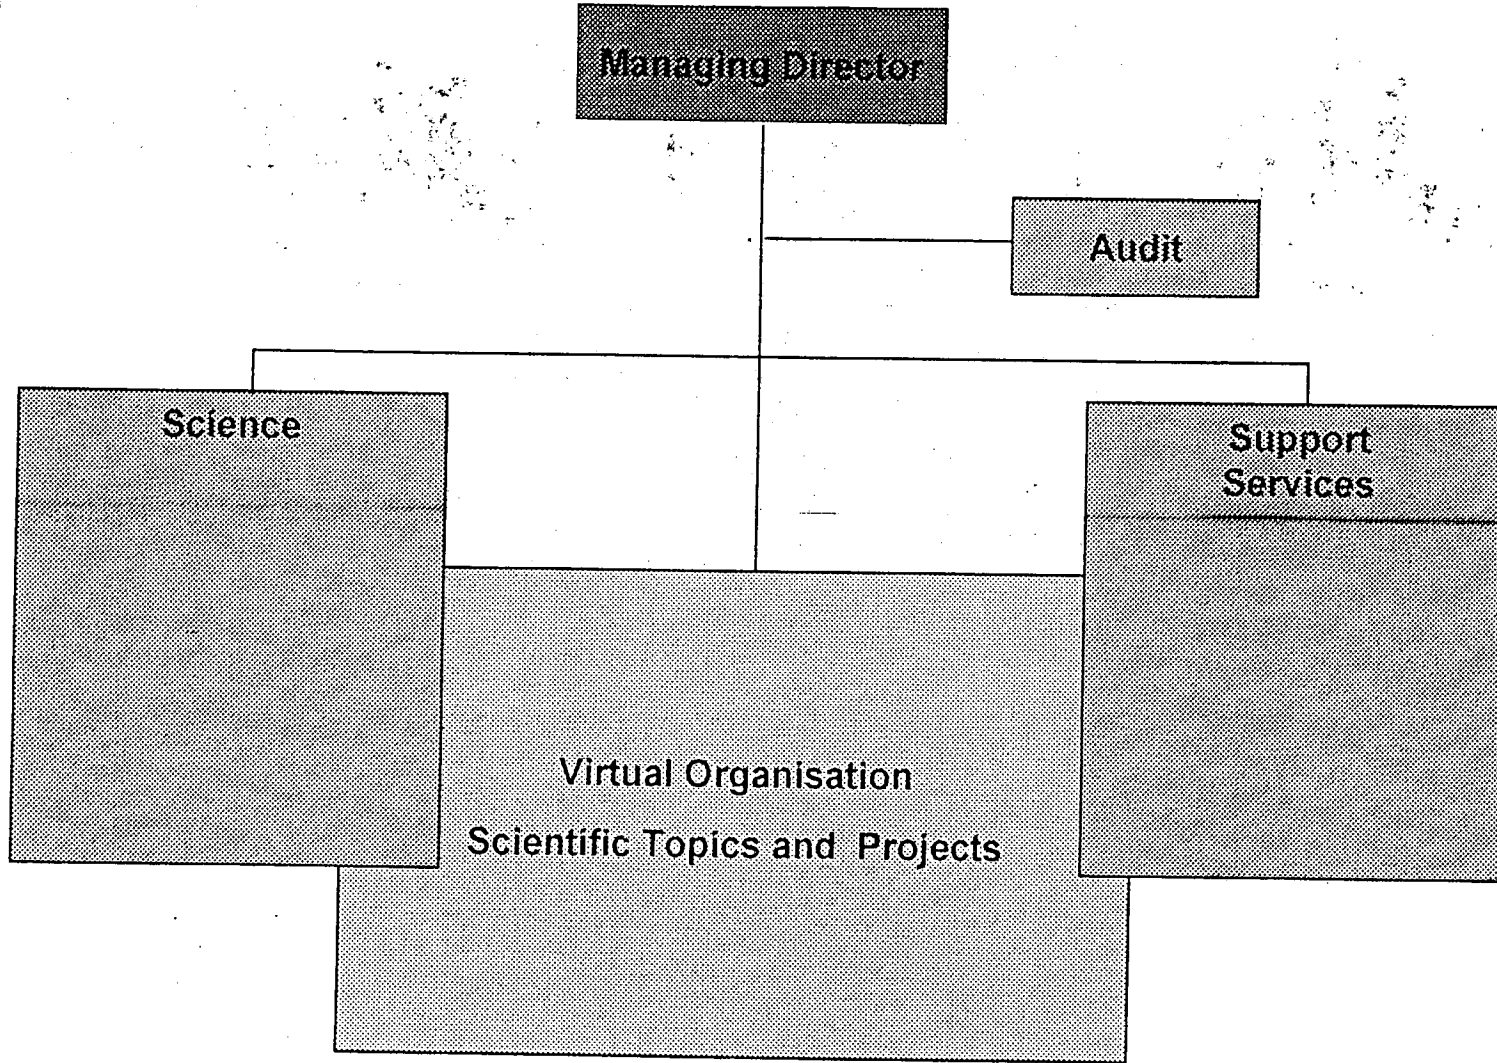 Managing Director
Audit
Science
Support
Services
Virtual Organisation
Scientific Topics and Projects